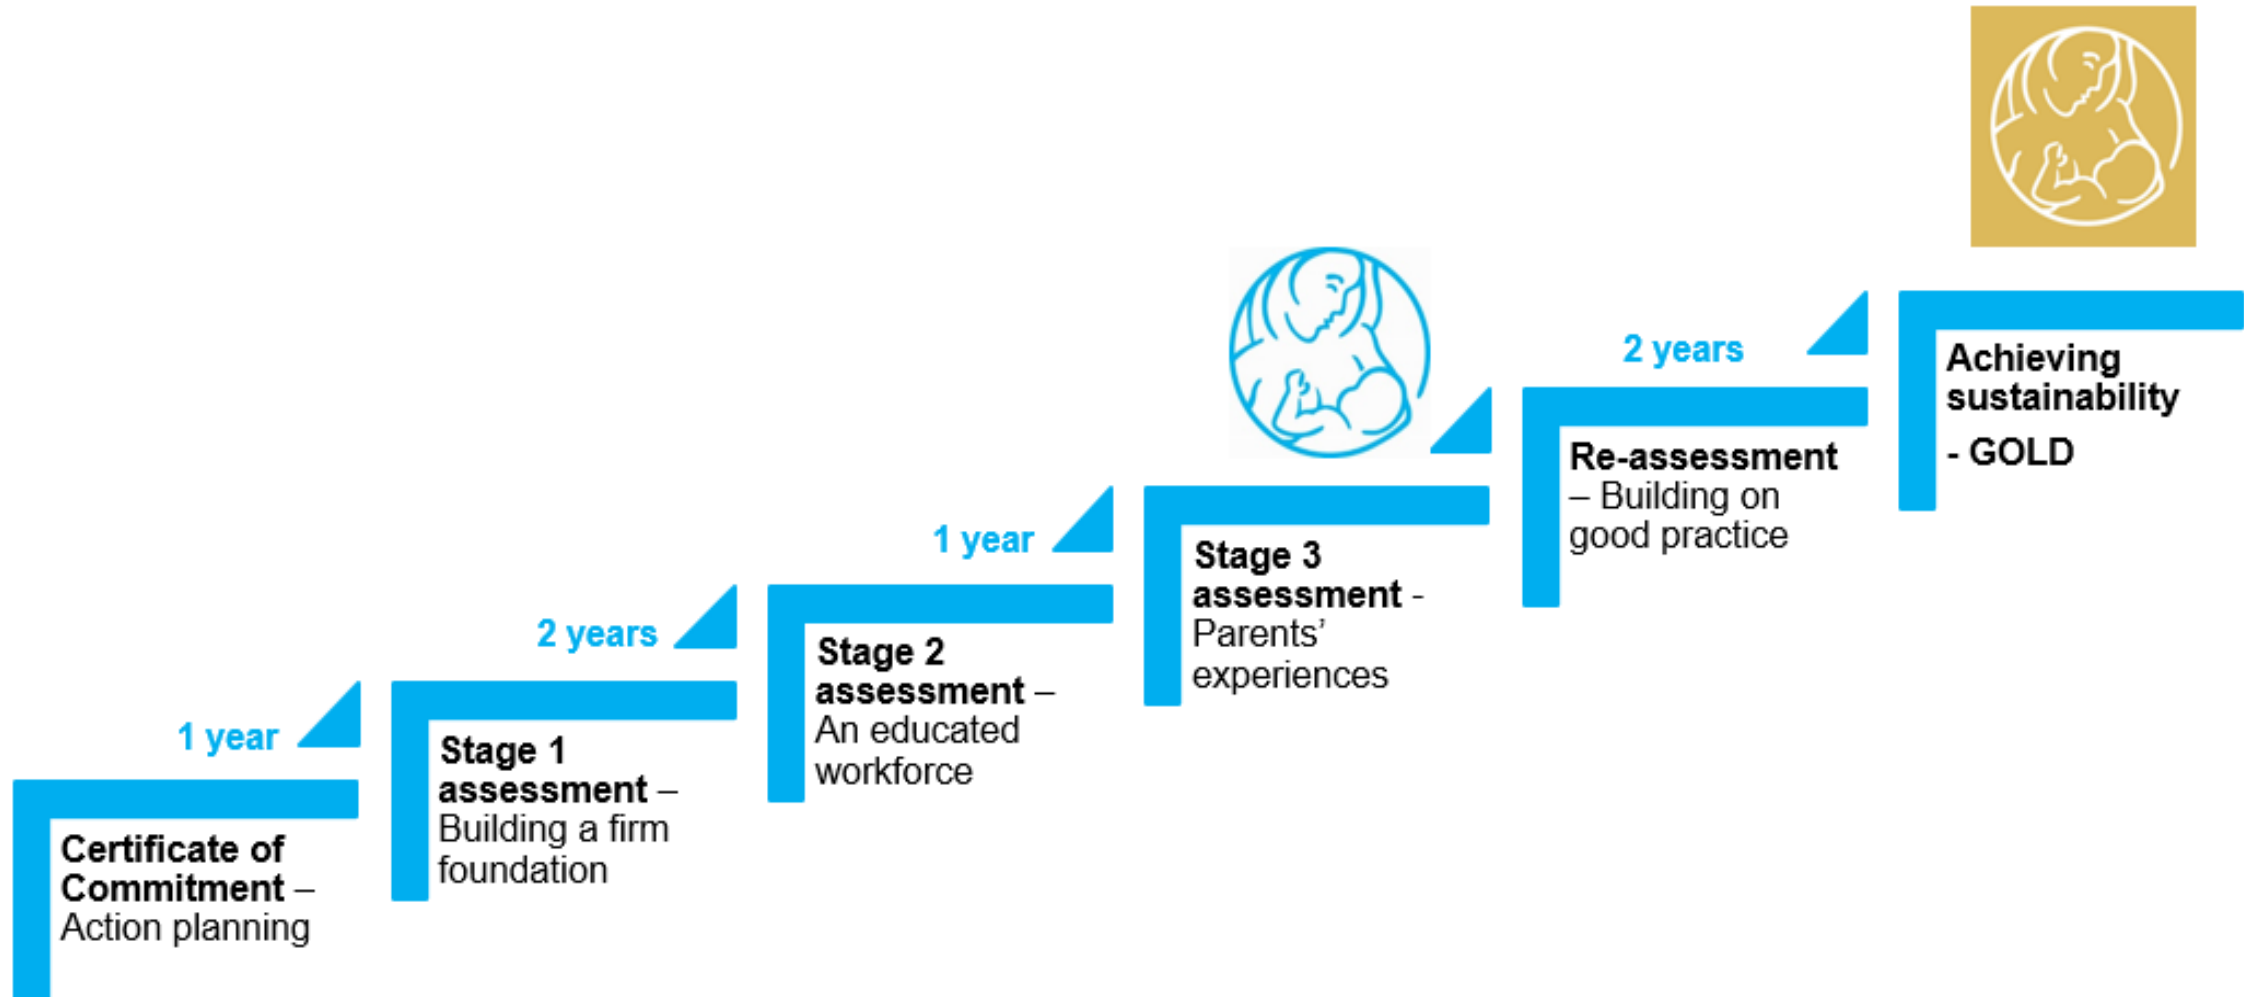 Certificate of
Commitment –
Action planning
1 year
Stage 1
assessment –
Building a firm
foundation
2 years
Stage 2
assessment –
An educated
workforce
1 year
Stage 3
assessment -
Parents’
experiences
Re-assessment
– Building on
good practice
2 years
Achieving
sustainability
- GOLD